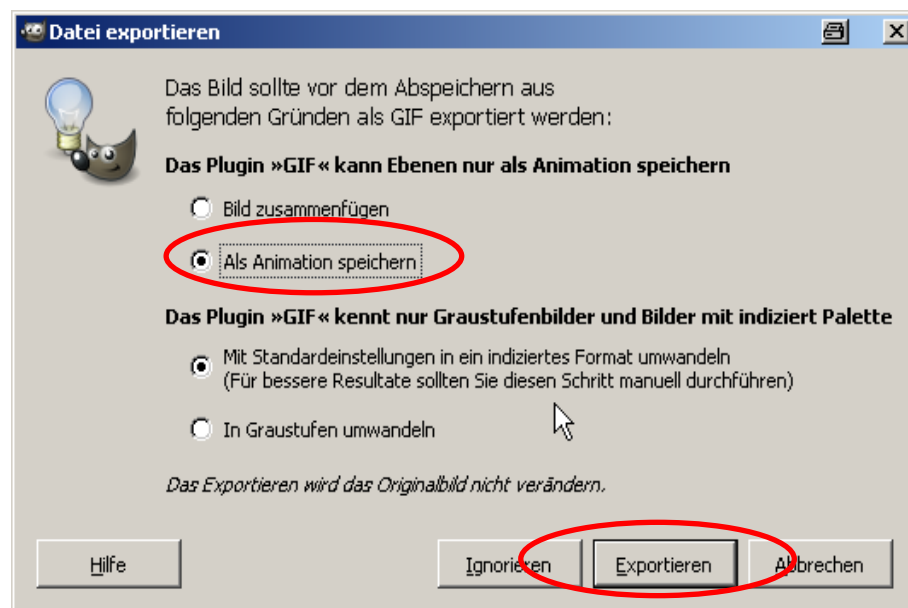 Datei exportieren
Das Bild sollte vor dem Abspeichern aus
folgenden Gründen als GIF exportiert werden:
Das Plugin »GIF« kann Ebenen nur als Animation speichern
Bild zusammenfügen
Als Animation speichern
Das Plugin »GIF« kennt nur Graustufenbilder und Bilder mit indiziert Palette
Mit Standardeinstellungen in ein indiziertes Format umwandeln
(Für bessere Resultate sollten Sie diesen Schritt manuell durchführen)
In Graustufen umwandeln
Das Exportieren wird das Originalbild nicht verändern.
Hilfe Ignorieren Exportieren Abbrechen